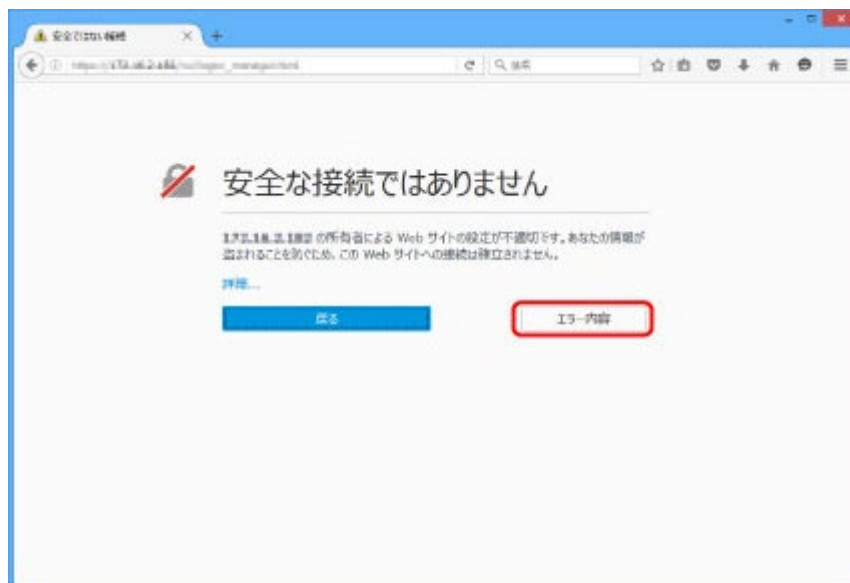 安全ではない接続
検索
安全な接続ではありません
の所有者による Web サイトの設定が不適切です。あなたの情報が
盗まれることを防ぐため、この Web サイトへの接続は確立されません。
詳細...
戻る
エラー内容